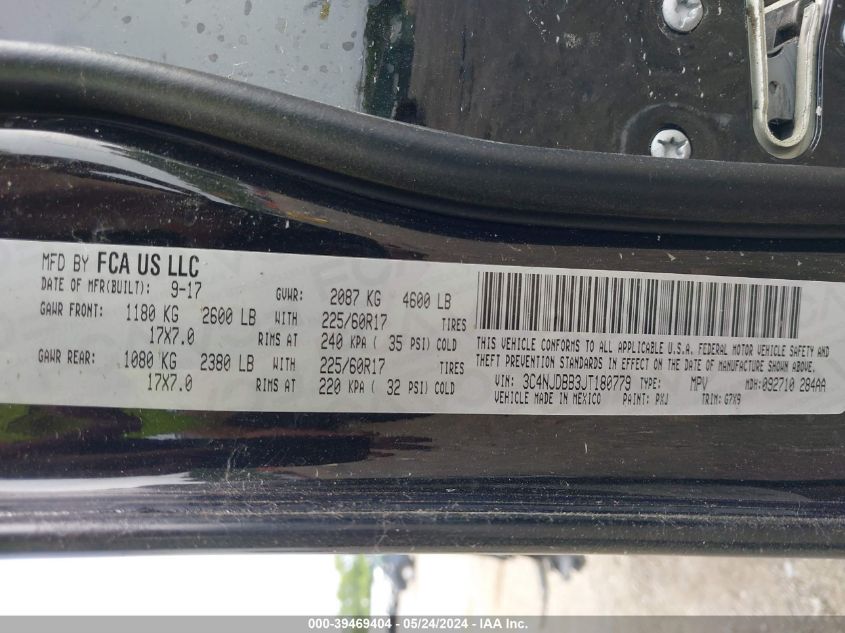 MFD BY FCA US LLC
DATE OF MFR(BUILT): 9-17 GVWR: 2087 KG 4600 LB
GAWR FRONT: 1180 KG 2600 LB WITH 225/60R17 TIRES
17X7.0 RIMS AT 240 KPA ( 35 PSI) COLD
GAWR REAR: 1080 KG 2380 LB WITH 225/60R17 TIRES
17X7.0 RIMS AT 220 KPA ( 32 PSI) COLD
THIS VEHICLE CONFORMS TO ALL APPLICABLE U.S.A. FEDERAL MOTOR VEHICLE SAFETY AND
THEFT PREVENTION STANDARDS IN EFFECT ON THE DATE OF MANUFACTURE SHOWN ABOVE.
VIN: 3C4NJDBB3JT180779 TYPE: MPV MDH: 092710 284AA
VEHICLE MADE IN MEXICO PAINT: PXJ TRIM: G7X9
000-39469404 - 05/24/2024 - IAA Inc.